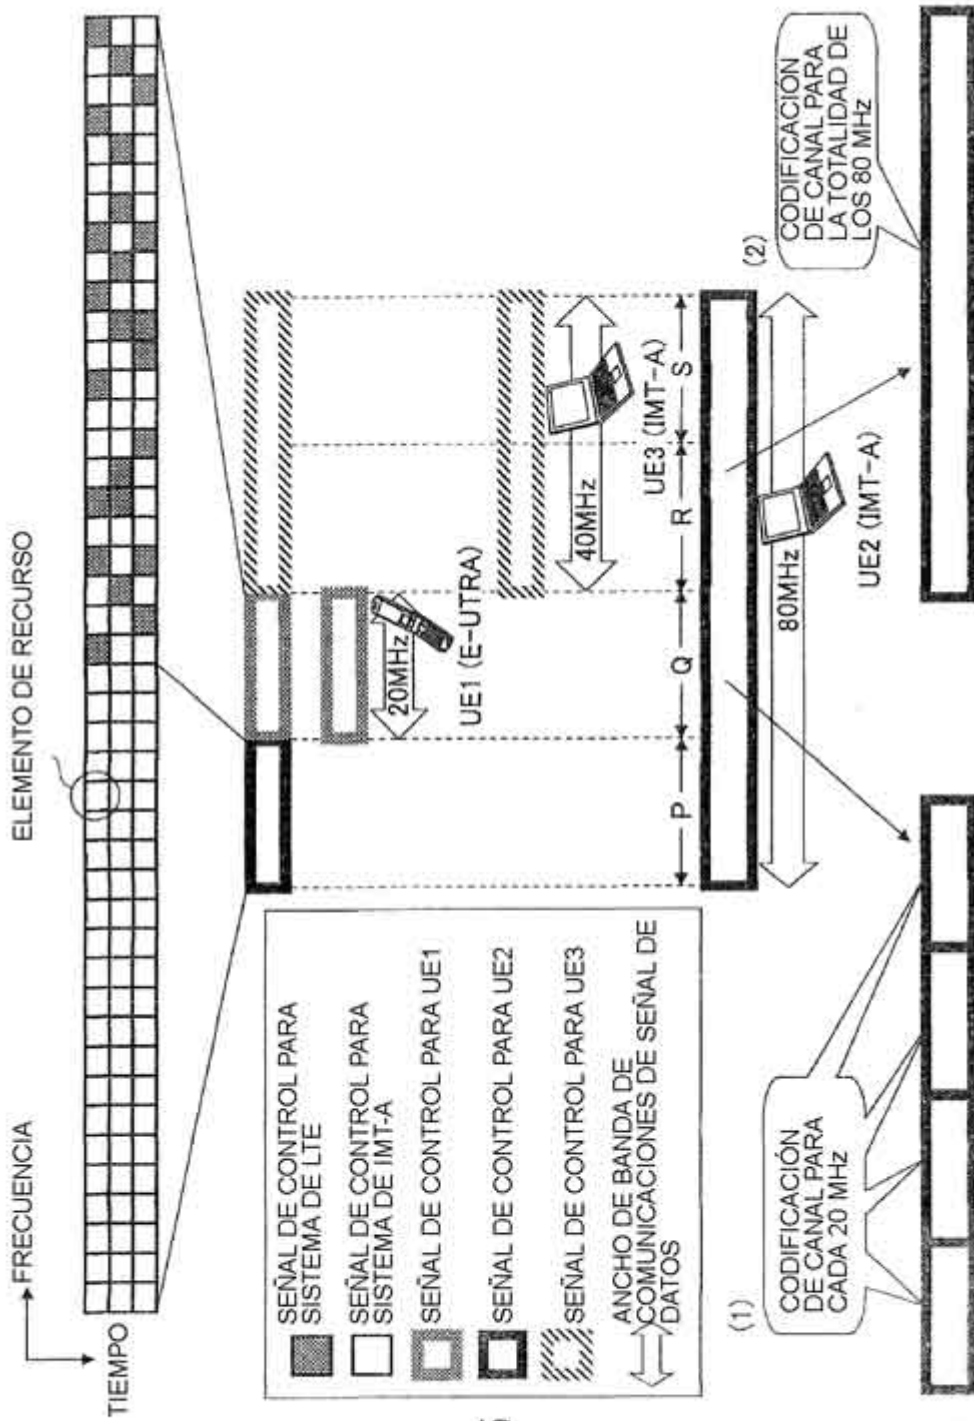 ELEMENTO DE RECURSO
FRECUENCIA
TIEMPO
SEÑAL DE CONTROL PARA
SISTEMA DE LTE
SEÑAL DE CONTROL PARA
SISTEMA DE IMT-A
SEÑAL DE CONTROL PARA UE1
SEÑAL DE CONTROL PARA UE2
SEÑAL DE CONTROL PARA UE3
ANCHO DE BANDA DE
COMUNICACIONES DE SEÑAL DE
DATOS
20MHz
UE1 (E-UTRA)
40MHz
UE3 (IMT-A)
P
Q
R
S
80MHz
UE2 (IMT-A)
(1)
CODIFICACIÓN
DE CANAL PARA
CADA 20 MHz
(2)
CODIFICACION
DE CANAL PARA
LA TOTALIDAD DE
LOS 80 MHz